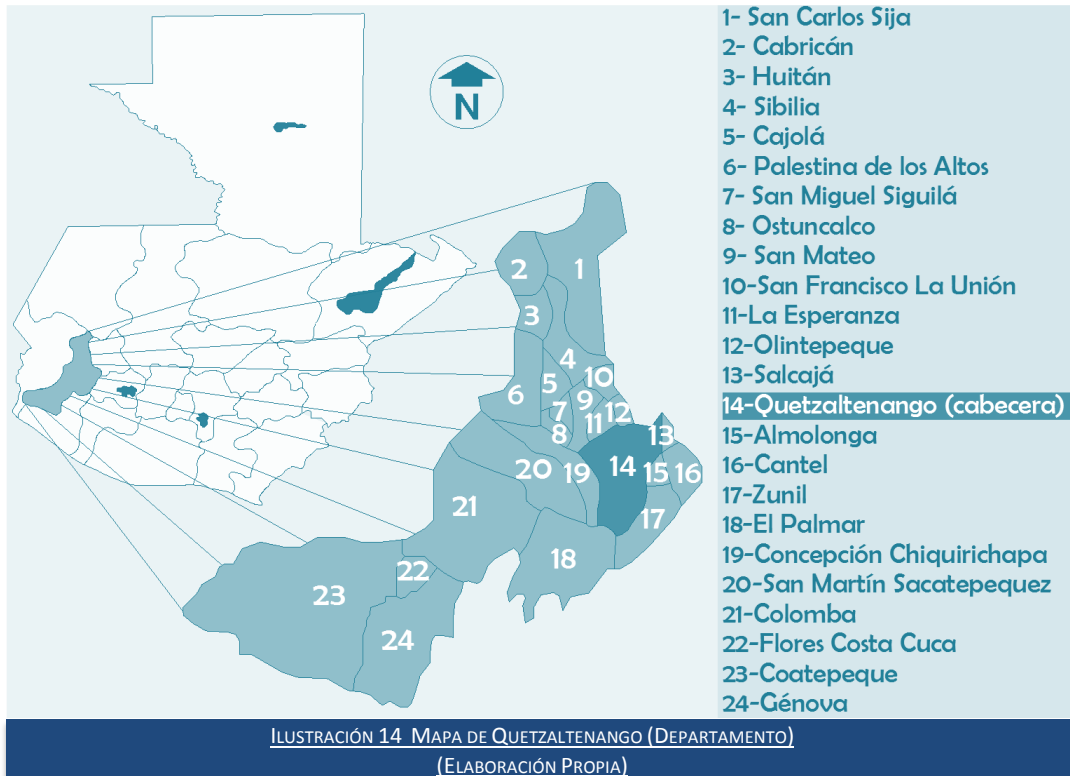 1- San Carlos Sija
2- Cabricán
3- Huitán
4- Sibilia
5- Cajolá
6- Palestina de los Altos
7- San Miguel Siguilá
8- Ostuncalco
9- San Mateo
10-San Francisco La Unión
11-La Esperanza
12-Olintepeque
13-Salcajá
14-Quetzaltenango (cabecera)
15-Almolonga
16-Cantel
17-Zunil
18-El Palmar
19-Concepción Chiquirichapa
20-San Martín Sacatepequez
21-Colomba
22-Flores Costa Cuca
23-Coatepeque
24-Génova
N
2
1
3
4
5
10
6
9
7
12
11
8
13
14
20
19
15
16
21
17
18
22
23
24
ILUSTRACIÓN 14 MAPA DE QUETZALTENANGO (DEPARTAMENTO)
(ELABORACIÓN PROPIA)